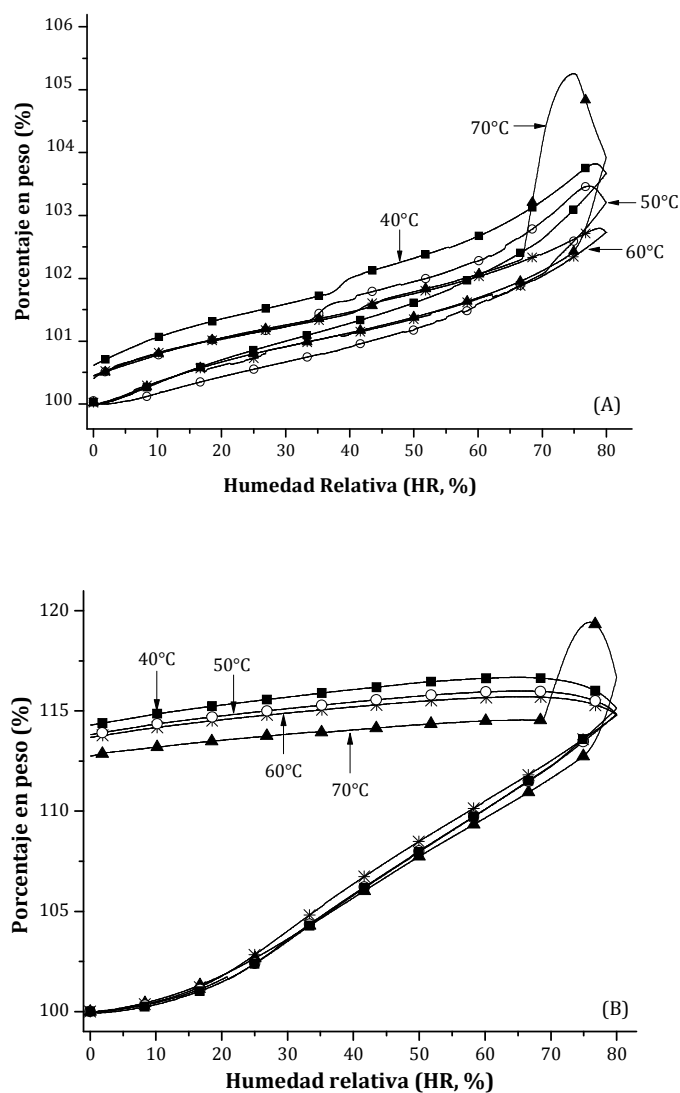 106
105
104
103
102
101
100
Porcentaje en peso (%)
70°C
40°C
50°C
60°C
(A)
0 10 20 30 40 50 60 70 80
Humedad Relativa (HR, %)
120
115
110
105
100
Porcentaje en peso (%)
40°C
50°C
60°C
70°C
(B)
0 10 20 30 40 50 60 70 80
Humedad relativa (HR, %)